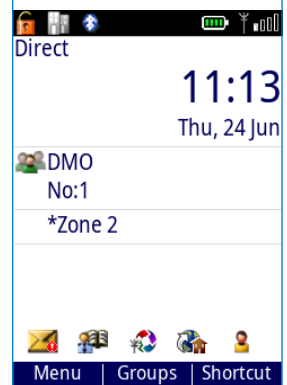 Direct
11:13
Thu, 24 Jun
DMO
No:1
*Zone 2
Menu | Groups | Shortcut